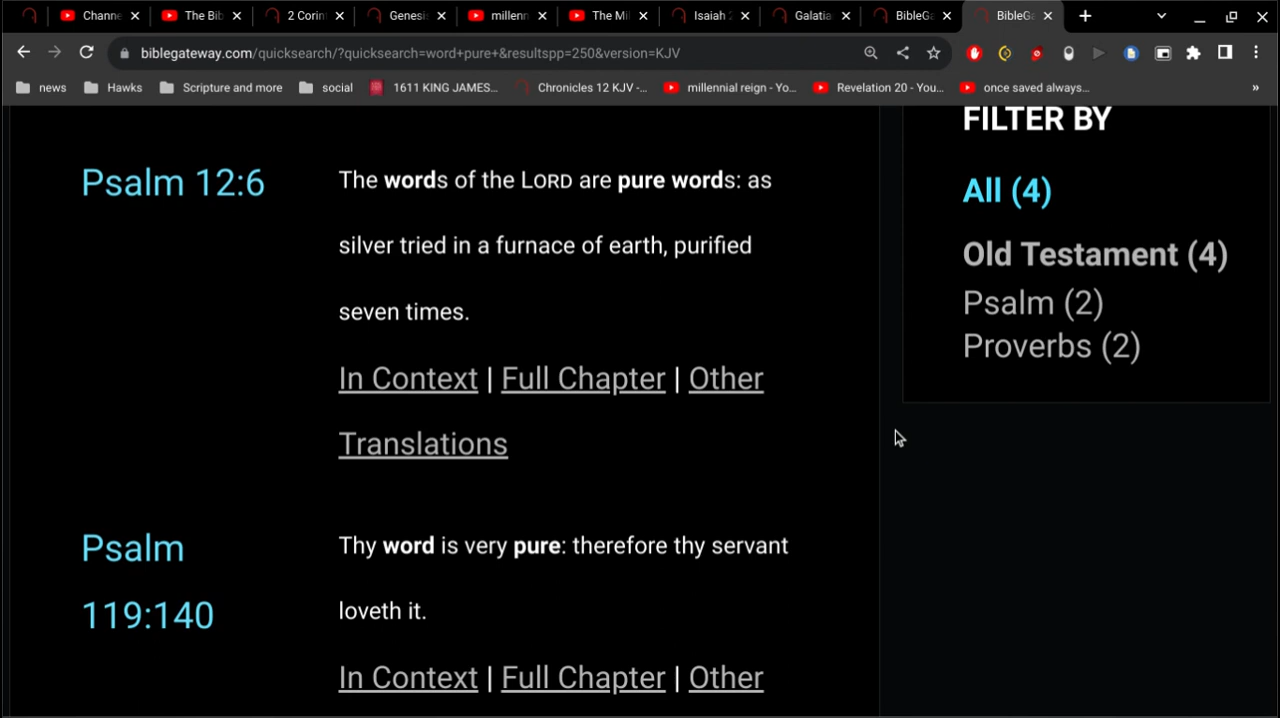 Channe
The Bib
2 Corin
Genesi
millenn
The Mil
Isaiah 2
Galatia
BibleGa
BibleGa
biblegateway.com/quicksearch/?quicksearch=word+pure+&resultspp=250&version=KJV
news Hawks Scripture and more social 1611 KING JAMES... Chronicles 12 KJV -... millennial reign - Yo... Revelation 20 - You... once saved always... »
FILTER BY
All (4)
Old Testament (4)
Psalm (2)
Proverbs (2)
Psalm 12:6
The words of the LORD are pure words: as
silver tried in a furnace of earth, purified
seven times.
In Context | Full Chapter | Other
Translations
Psalm
119:140
Thy word is very pure: therefore thy servant
loveth it.
In Context | Full Chapter | Other